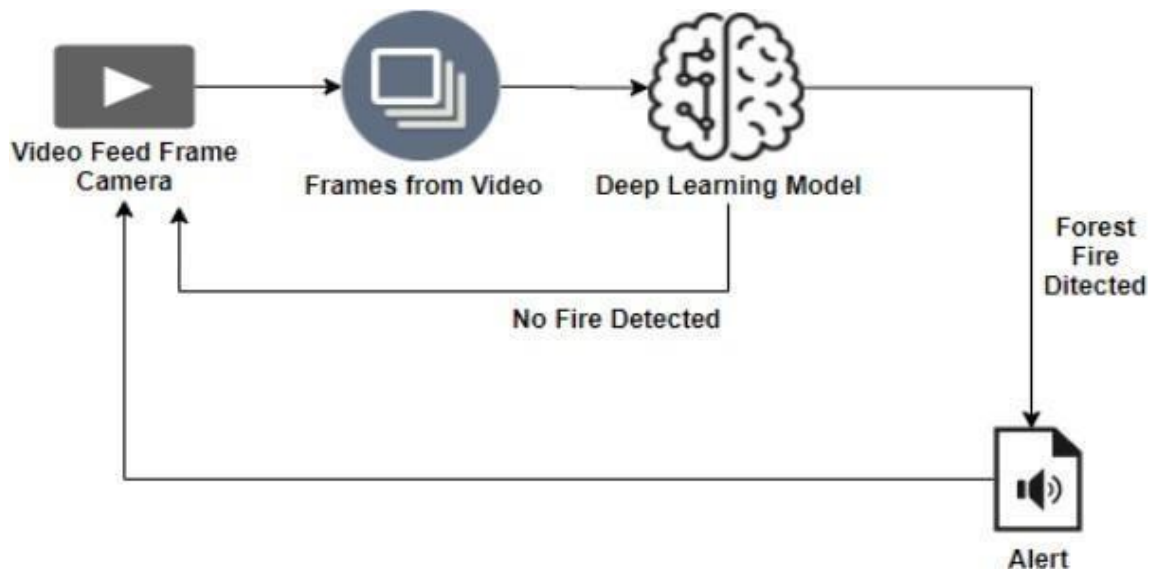 Video Feed Frame
Camera
Frames from Video
Deep Learning Model
Forest
Fire
Ditected
No Fire Detected
Alert